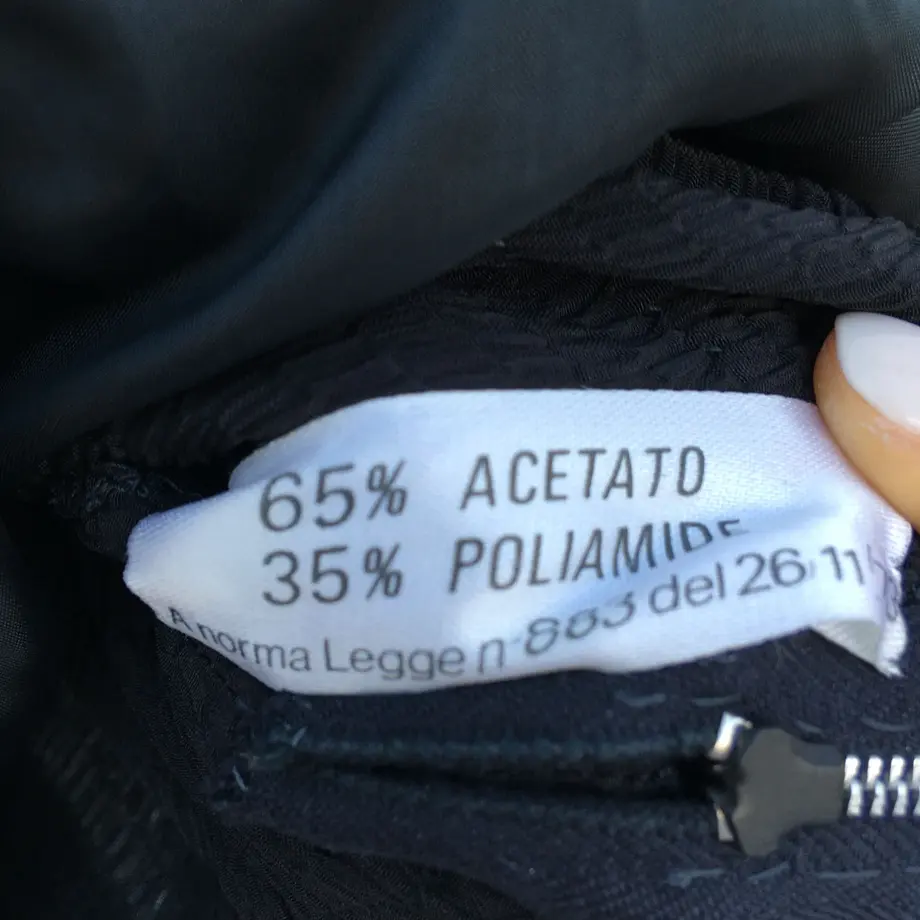 65% ACETATO
35% POLIAMIDE
A norma Legge n° 883 del 26.11